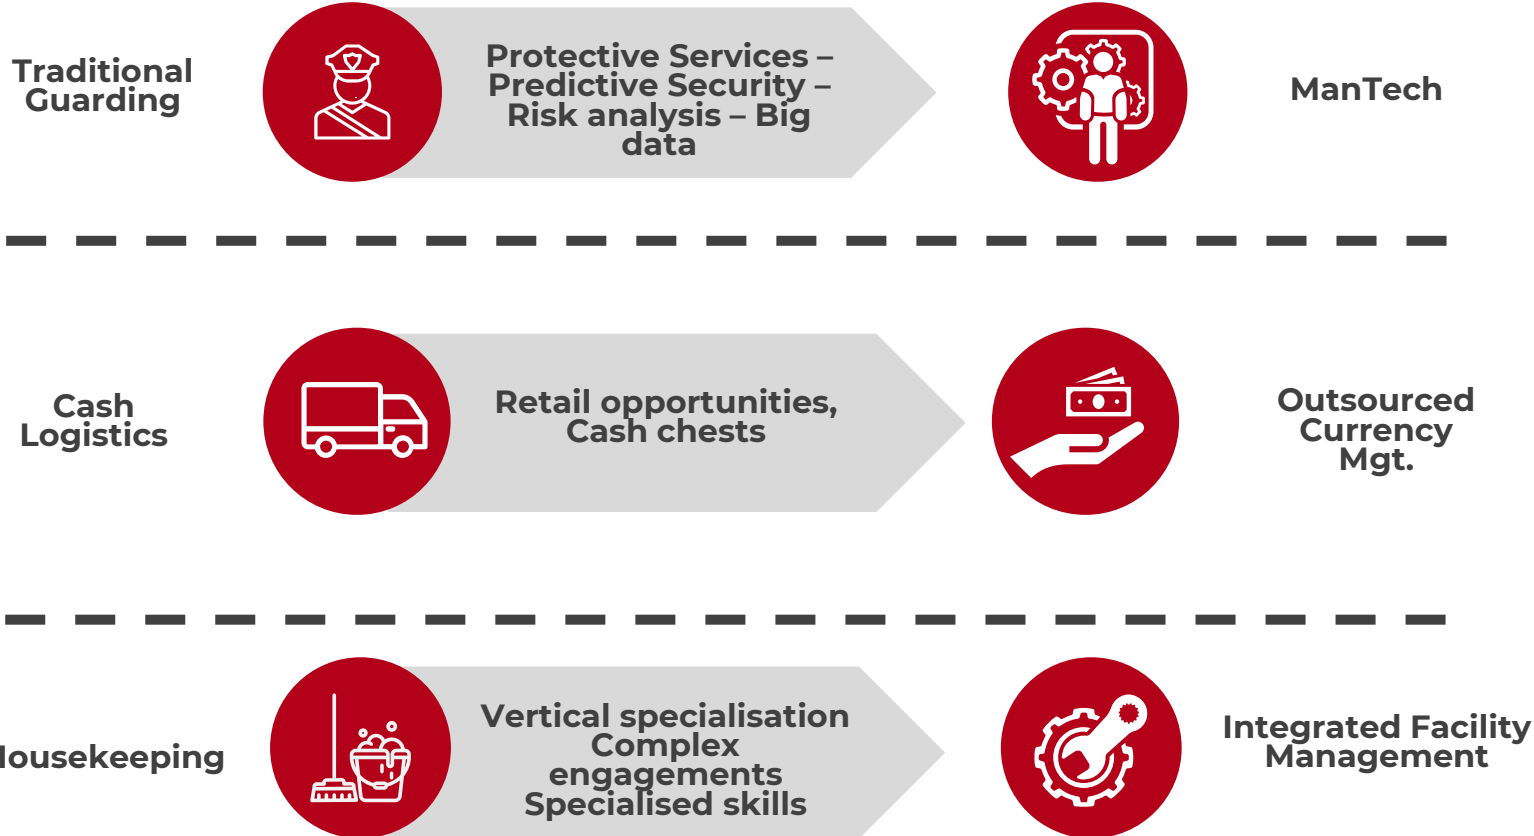 Traditional
Guarding
Protective Services –
Predictive Security –
Risk analysis – Big
data
ManTech
Cash
Logistics
Retail opportunities,
Cash chests
Outsourced
Currency
Mgt.
Housekeeping
Vertical specialisation
Complex
engagements
Specialised skills
Integrated Facility
Management